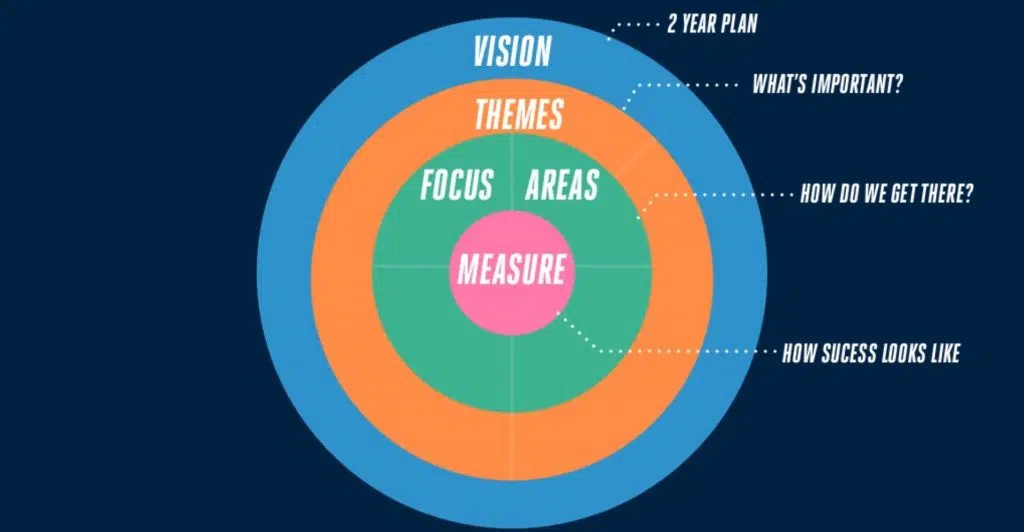 VISION
2 YEAR PLAN
THEMES
WHAT'S IMPORTANT?
FOCUS AREAS
HOW DO WE GET THERE?
MEASURE
HOW SUCESS LOOKS LIKE